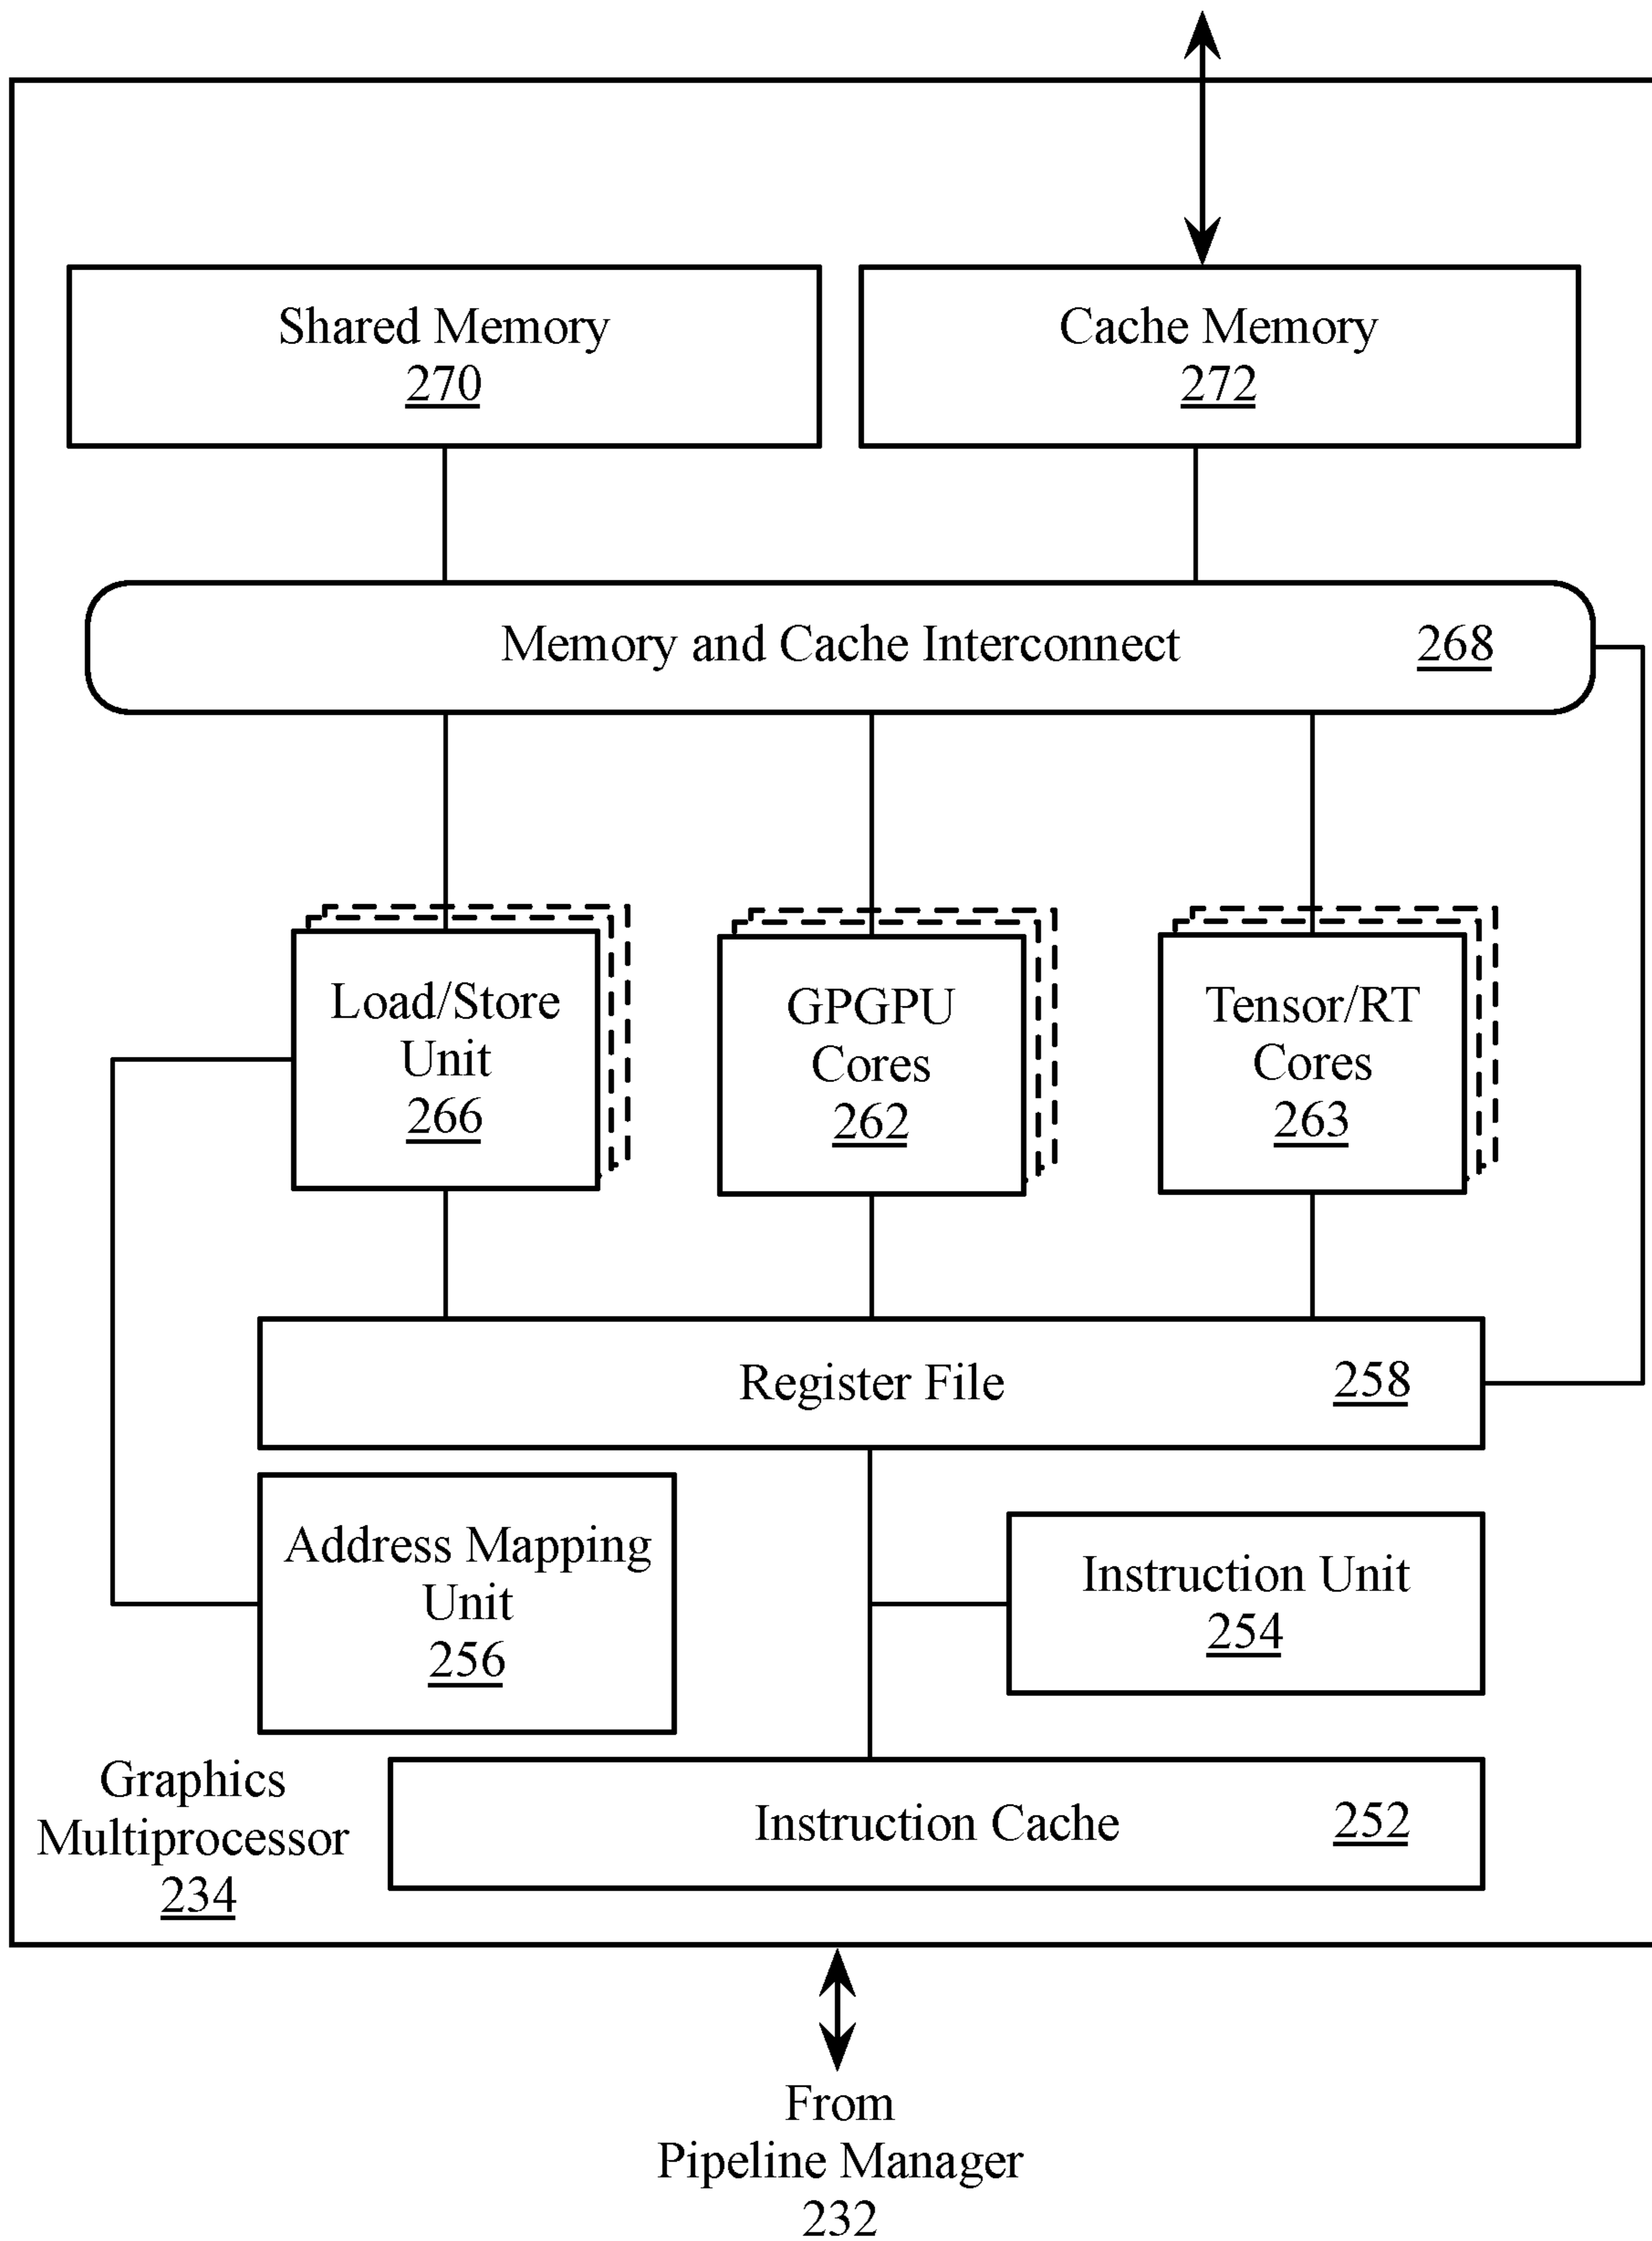 Shared Memory
270
Cache Memory
272
Memory and Cache Interconnect 268
Load/Store
Unit
266
GPGPU
Cores
262
Tensor/RT
Cores
263
Register File 258
Address Mapping
Unit
256
Instruction Unit
254
Graphics
Multiprocessor
234
Instruction Cache 252
From
Pipeline Manager
232